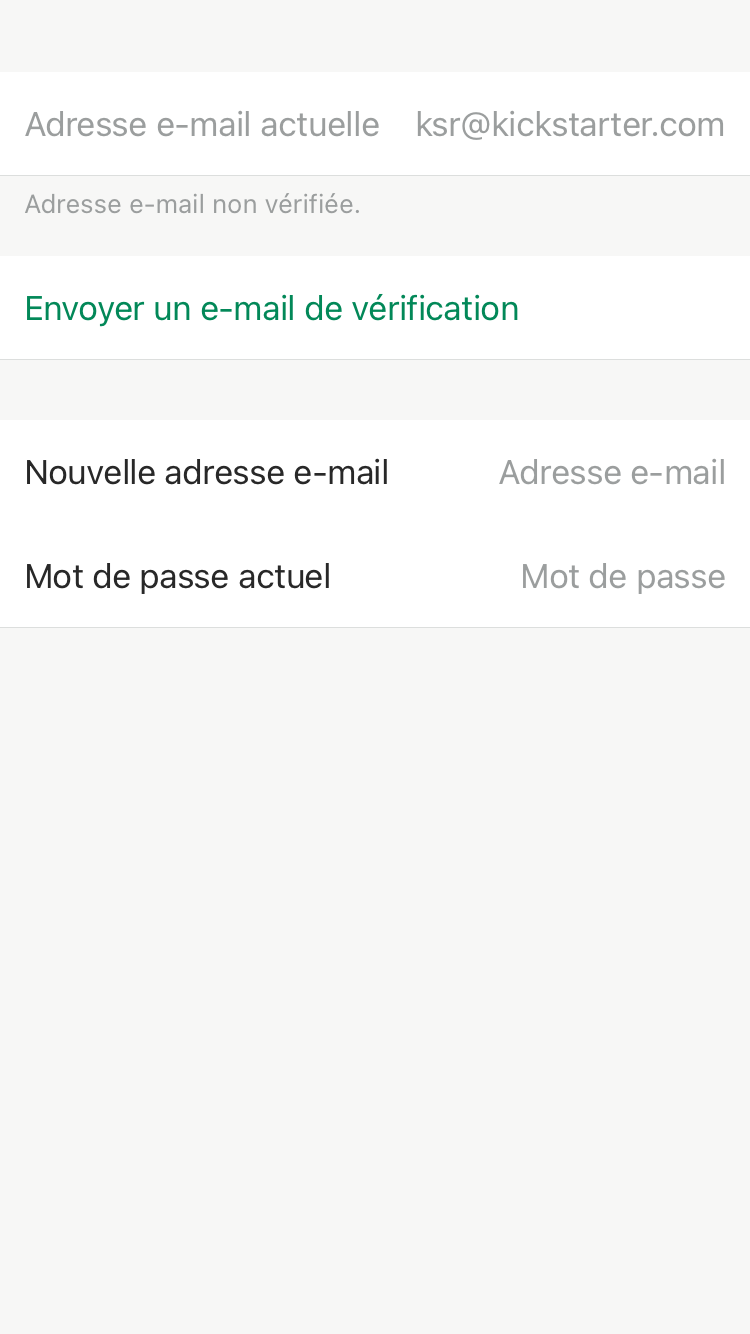 Adresse e-mail actuelle ksr@kickstarter.com
Adresse e-mail non vérifiée.
Envoyer un e-mail de vérification
Nouvelle adresse e-mail Adresse e-mail
Mot de passe actuel Mot de passe